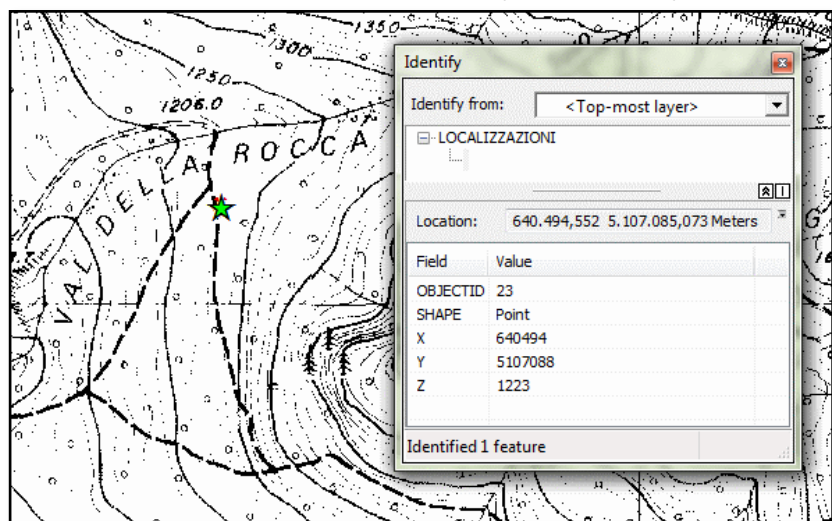 1350
1300
1250
1206.0
VAL DELLA ROCCA
Identify
Identify from: <Top-most layer>
LOCALIZZAZIONI
Location: 640.494,552 5.107.085,073 Meters
Field Value
OBJECTID 23
SHAPE Point
X 640494
Y 5107088
Z 1223
Identified 1 feature
G